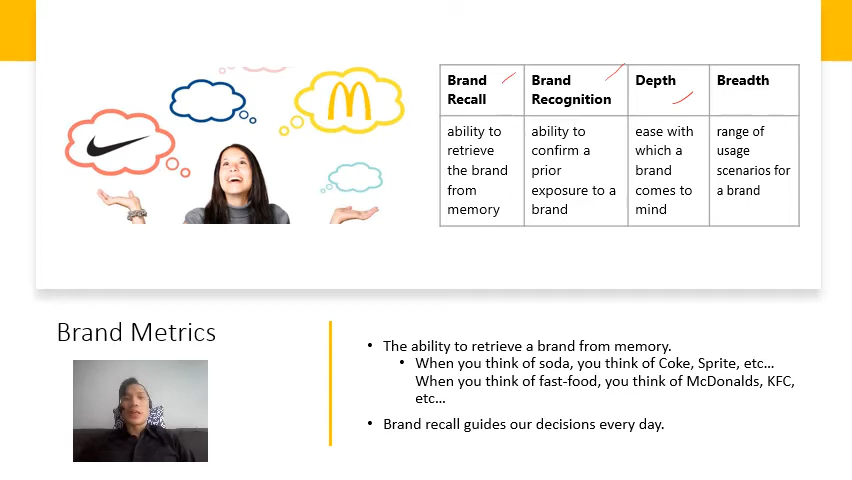 Brand
Recall
Brand
Recognition
Depth
Breadth
ability to
retrieve
the brand
from
memory
ability to
confirm a
prior
exposure to a
brand
ease with
which a
brand
comes to
mind
range of
usage
scenarios for
a brand
Brand Metrics
• The ability to retrieve a brand from memory.
• When you think of soda, you think of Coke, Sprite, etc…
When you think of fast-food, you think of McDonalds, KFC,
etc…
• Brand recall guides our decisions every day.